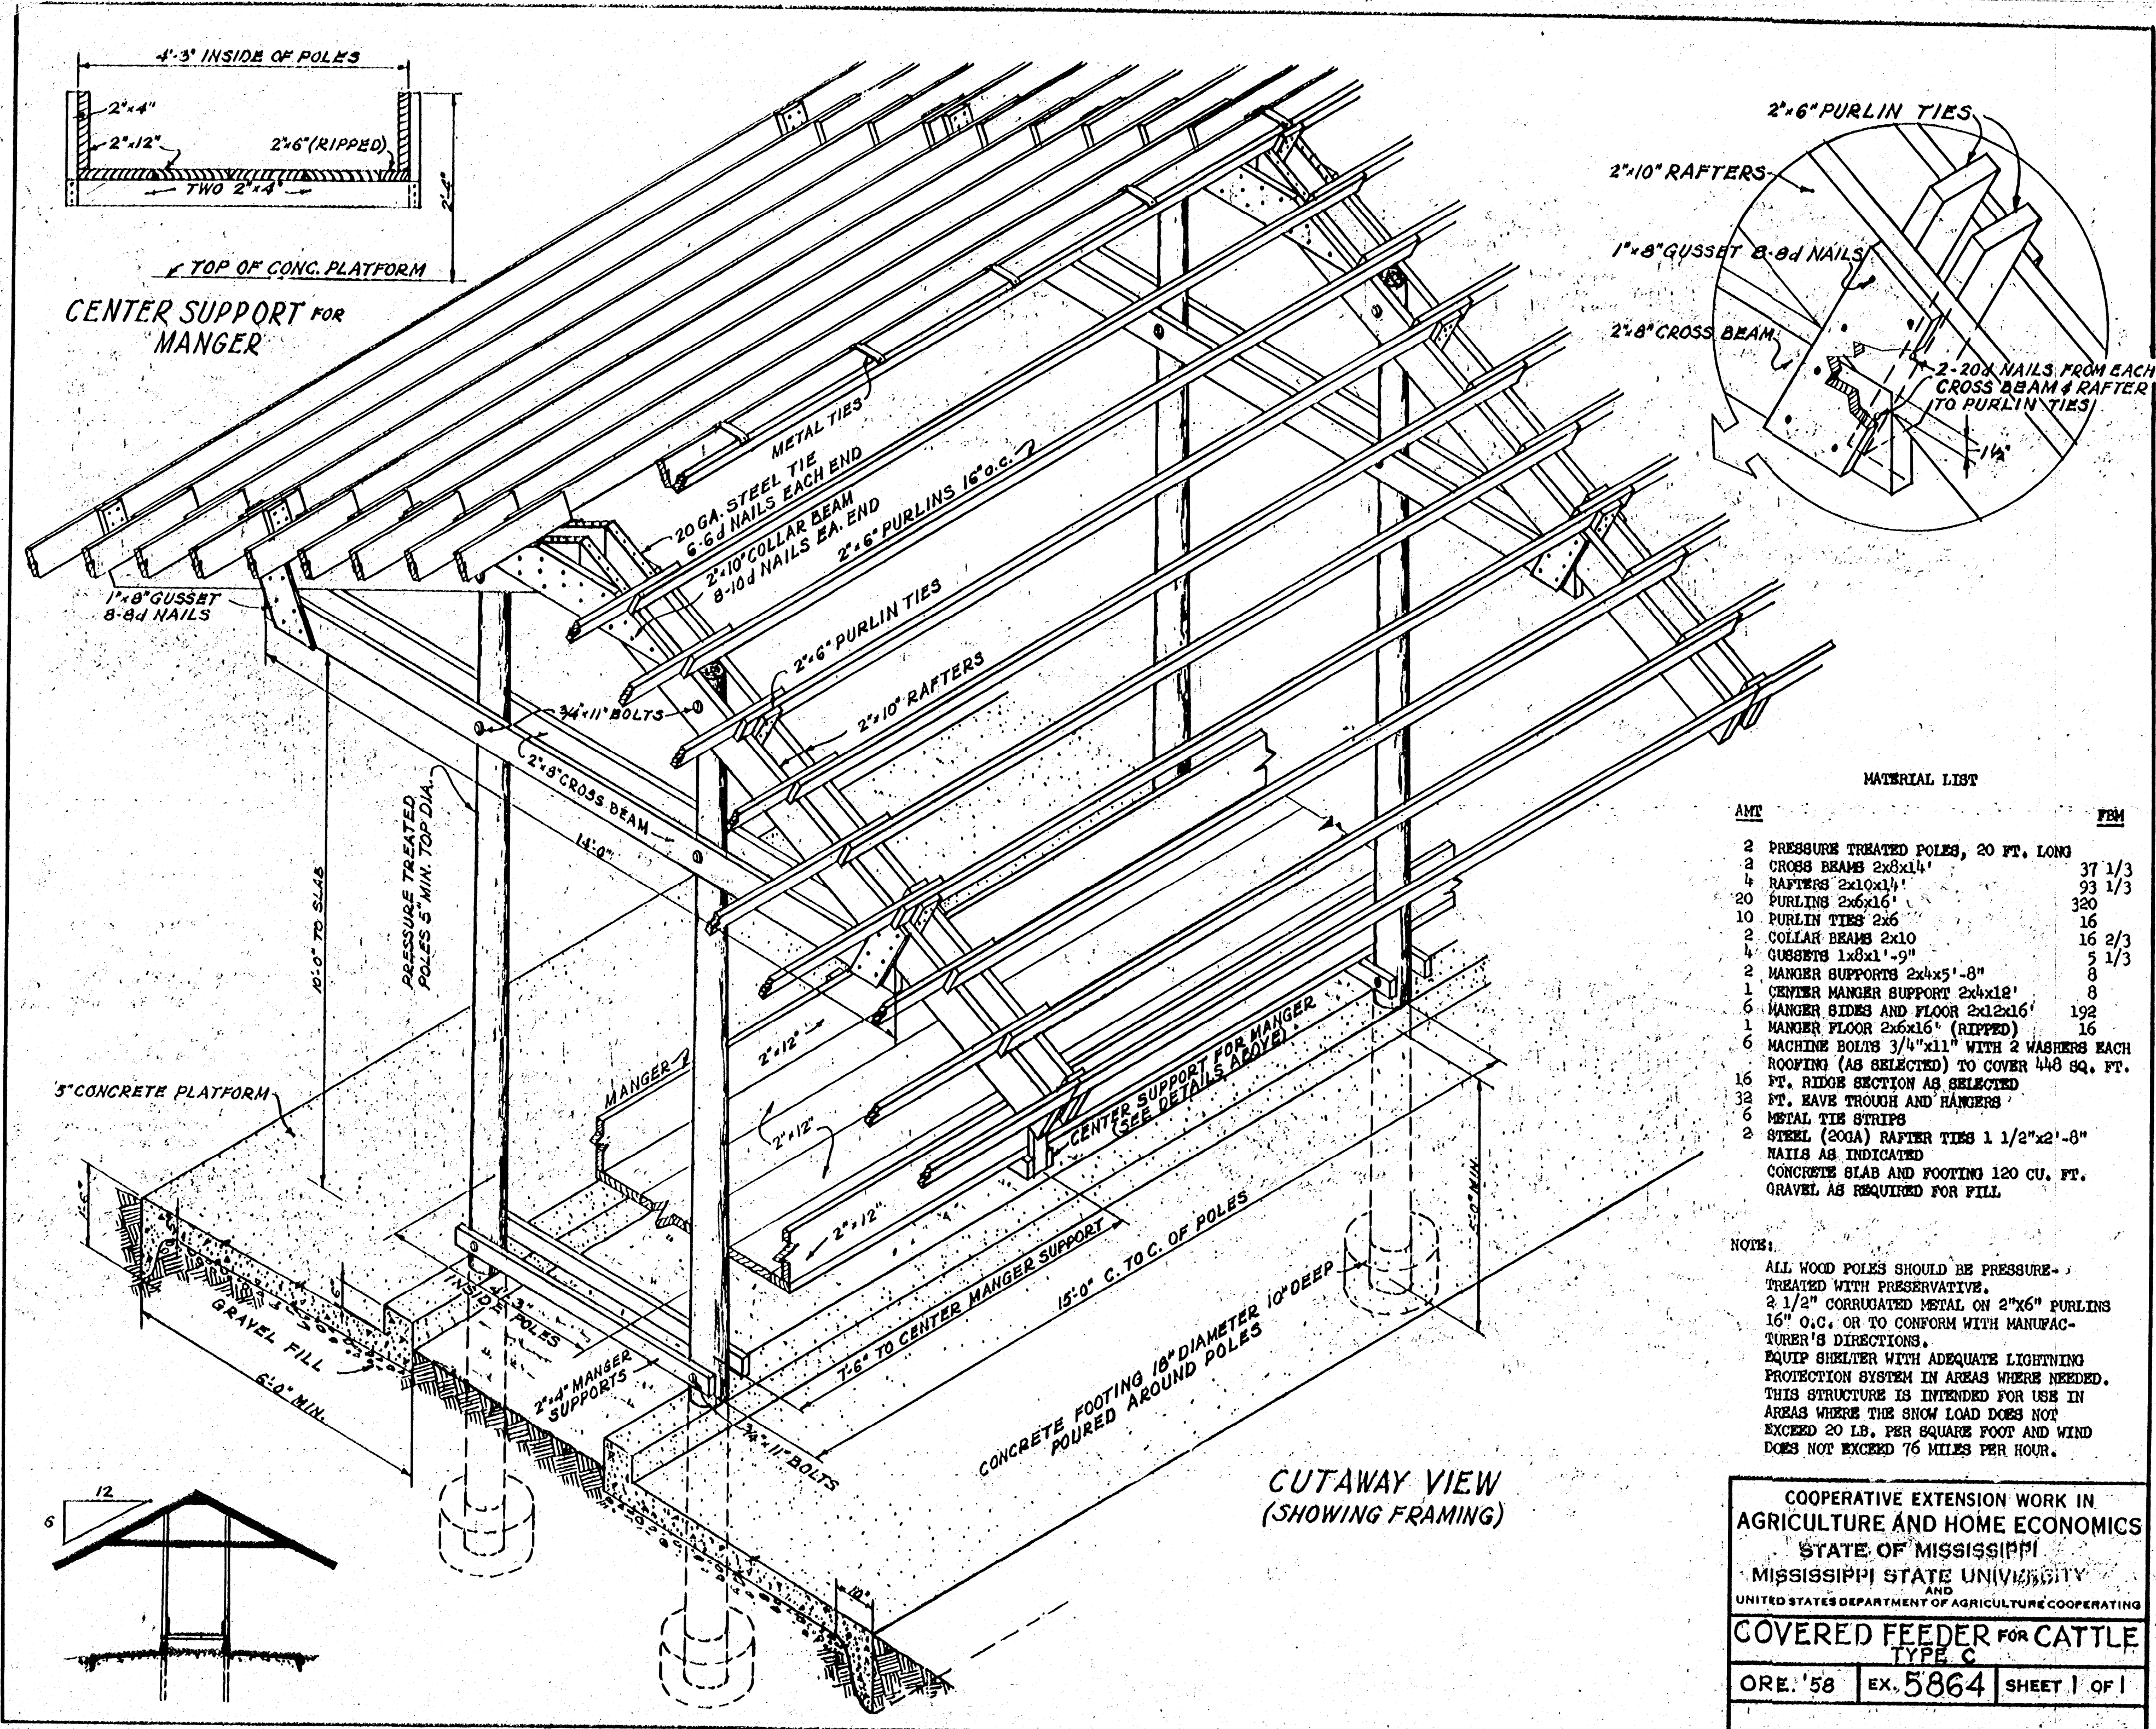 4'-3" INSIDE OF POLES
2"x4"
2"x12"
2"x6" (RIPPED)
TWO 2"x4"
2'-4"
TOP OF CONC. PLATFORM
CENTER SUPPORT FOR
MANGER
2"x6" PURLIN TIES
2"x10" RAFTERS
1"x8" GUSSET 8-8d NAILS
2"x8" CROSS BEAM
2-20d NAILS FROM EACH
CROSS BEAM & RAFTER
TO PURLIN TIES
1½"
METAL TIES
20 GA. STEEL TIE
6-6d NAILS EACH END
2"x10" COLLAR BEAM
8-10d NAILS EA. END
2"x6" PURLINS 16" O.C.
2"x6" PURLIN TIES
2"x10" RAFTERS
1"x8" GUSSET
8-8d NAILS
3/4"x11" BOLTS
2"x8" CROSS BEAM
14'-0"
10'-0" TO SLAB
PRESSURE TREATED
POLES 5" MIN. TOP DIA.
MANGER
2"x12"
2"x12"
2"x12"
CENTER SUPPORT FOR MANGER
(SEE DETAILS ABOVE)
5" CONCRETE PLATFORM
1'-6"
GRAVEL FILL
6'-0" MIN.
4'-3"
INSIDE POLES
2"x4" MANGER
SUPPORTS
3/4"x11" BOLTS
7'-6" TO CENTER MANGER SUPPORT
15'-0" C. TO C. OF POLES
CONCRETE FOOTING 18" DIAMETER 10" DEEP
POURED AROUND POLES
5'-0" MIN.
10"
12
6
CUTAWAY VIEW
(SHOWING FRAMING)
MATERIAL LIST
AMT FBM
2 PRESSURE TREATED POLES, 20 FT. LONG
2 CROSS BEAMS 2x8x14' 37 1/3
4 RAFTERS 2x10x14' 93 1/3
20 PURLINS 2x6x16' 320
10 PURLIN TIES 2x6 16
2 COLLAR BEAMS 2x10 16 2/3
4 GUSSETS 1x8x1'-9" 5 1/3
2 MANGER SUPPORTS 2x4x5'-8" 8
1 CENTER MANGER SUPPORT 2x4x12' 8
6 MANGER SIDES AND FLOOR 2x12x16' 192
1 MANGER FLOOR 2x6x16' (RIPPED) 16
6 MACHINE BOLTS 3/4"x11" WITH 2 WASHERS EACH
ROOFING (AS SELECTED) TO COVER 448 SQ. FT.
16 FT. RIDGE SECTION AS SELECTED
32 FT. EAVE TROUGH AND HANGERS
6 METAL TIE STRIPS
2 STEEL (20GA) RAFTER TIES 1 1/2"x2'-8"
NAILS AS INDICATED
CONCRETE SLAB AND FOOTING 120 CU. FT.
GRAVEL AS REQUIRED FOR FILL
NOTE:
ALL WOOD POLES SHOULD BE PRESSURE-
TREATED WITH PRESERVATIVE.
2 1/2" CORRUGATED METAL ON 2"X6" PURLINS
16" O.C. OR TO CONFORM WITH MANUFAC-
TURER'S DIRECTIONS.
EQUIP SHELTER WITH ADEQUATE LIGHTNING
PROTECTION SYSTEM IN AREAS WHERE NEEDED.
THIS STRUCTURE IS INTENDED FOR USE IN
AREAS WHERE THE SNOW LOAD DOES NOT
EXCEED 20 LB. PER SQUARE FOOT AND WIND
DOES NOT EXCEED 76 MILES PER HOUR.
COOPERATIVE EXTENSION WORK IN
AGRICULTURE AND HOME ECONOMICS
STATE OF MISSISSIPPI
MISSISSIPPI STATE UNIVERSITY
AND
UNITED STATES DEPARTMENT OF AGRICULTURE COOPERATING
COVERED FEEDER FOR CATTLE
TYPE C
ORE. '58 EX. 5864 SHEET 1 OF 1